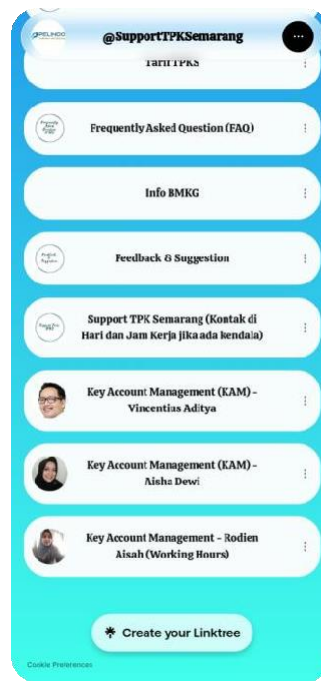 PELINDO
@SupportTPKSemarang
Tarif TPKS
Frequently Asked Question (FAQ)
Info BMKG
Feedback & Suggestion
Support TPK Semarang (Kontak di
Hari dan Jam Kerja jika ada kendala)
Key Account Management (KAM) -
Vincentias Aditya
Key Account Management (KAM) -
Aisha Dewi
Key Account Management - Rodien
Aisah (Working Hours)
Create your Linktree
Cookie Preferences